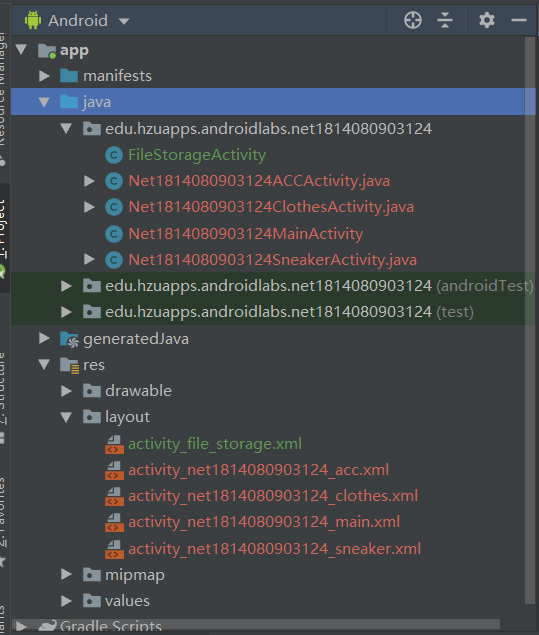 Android
app
manifests
java
edu.hzuapps.androidlabs.net1814080903124
FileStorageActivity
Net1814080903124ACCActivity.java
Net1814080903124ClothesActivity.java
Net1814080903124MainActivity
Net1814080903124SneakerActivity.java
edu.hzuapps.androidlabs.net1814080903124 (androidTest)
edu.hzuapps.androidlabs.net1814080903124 (test)
generatedJava
res
drawable
layout
activity_file_storage.xml
activity_net1814080903124_acc.xml
activity_net1814080903124_clothes.xml
activity_net1814080903124_main.xml
activity_net1814080903124_sneaker.xml
mipmap
values
Gradle Scripts
Resource Manager
1: Project
Z: Structure
2: Favorites